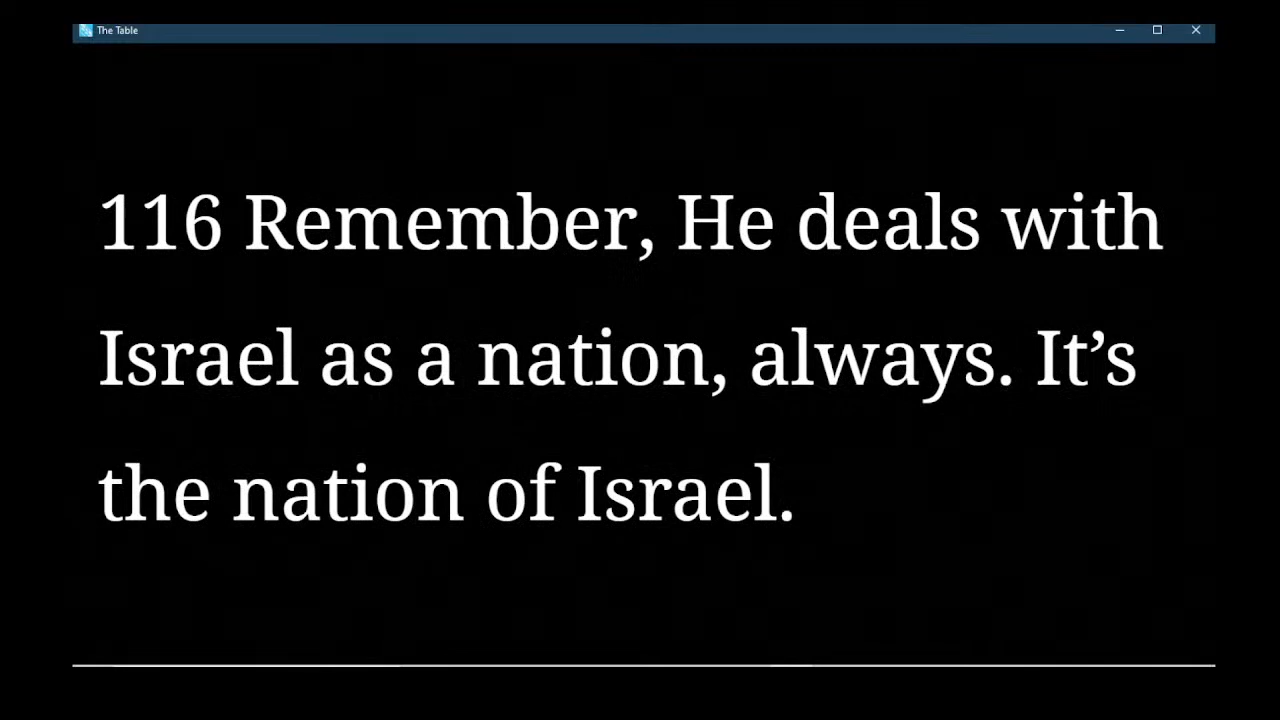 The Table
116 Remember, He deals with
Israel as a nation, always. It’s
the nation of Israel.